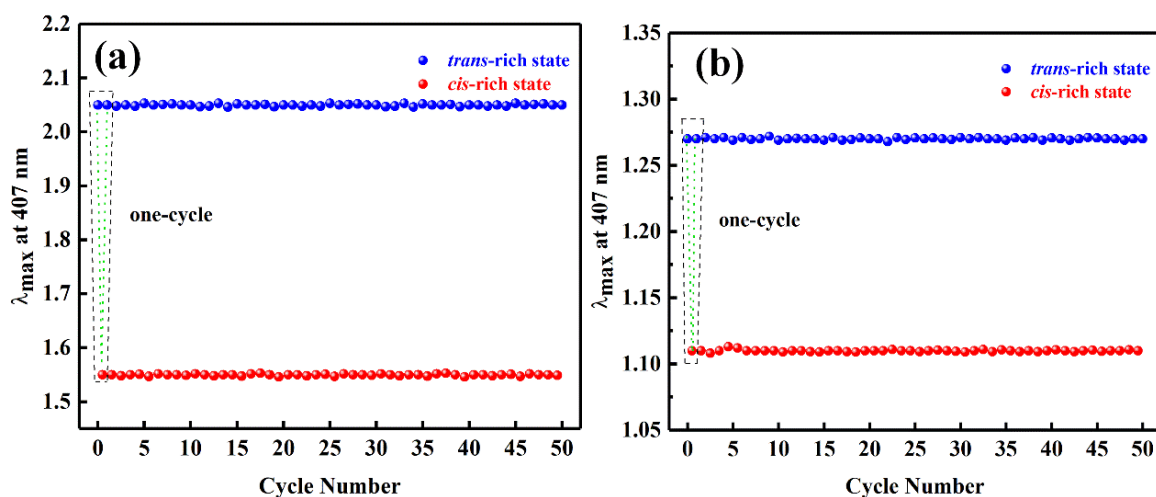 (a)
trans-rich state
cis-rich state
one-cycle
2.2
2.1
2.0
1.9
1.8
1.7
1.6
1.5
λmax at 407 nm
0 5 10 15 20 25 30 35 40 45 50
Cycle Number
(b)
trans-rich state
cis-rich state
one-cycle
1.35
1.30
1.25
1.20
1.15
1.10
1.05
λmax at 407 nm
0 5 10 15 20 25 30 35 40 45 50
Cycle Number